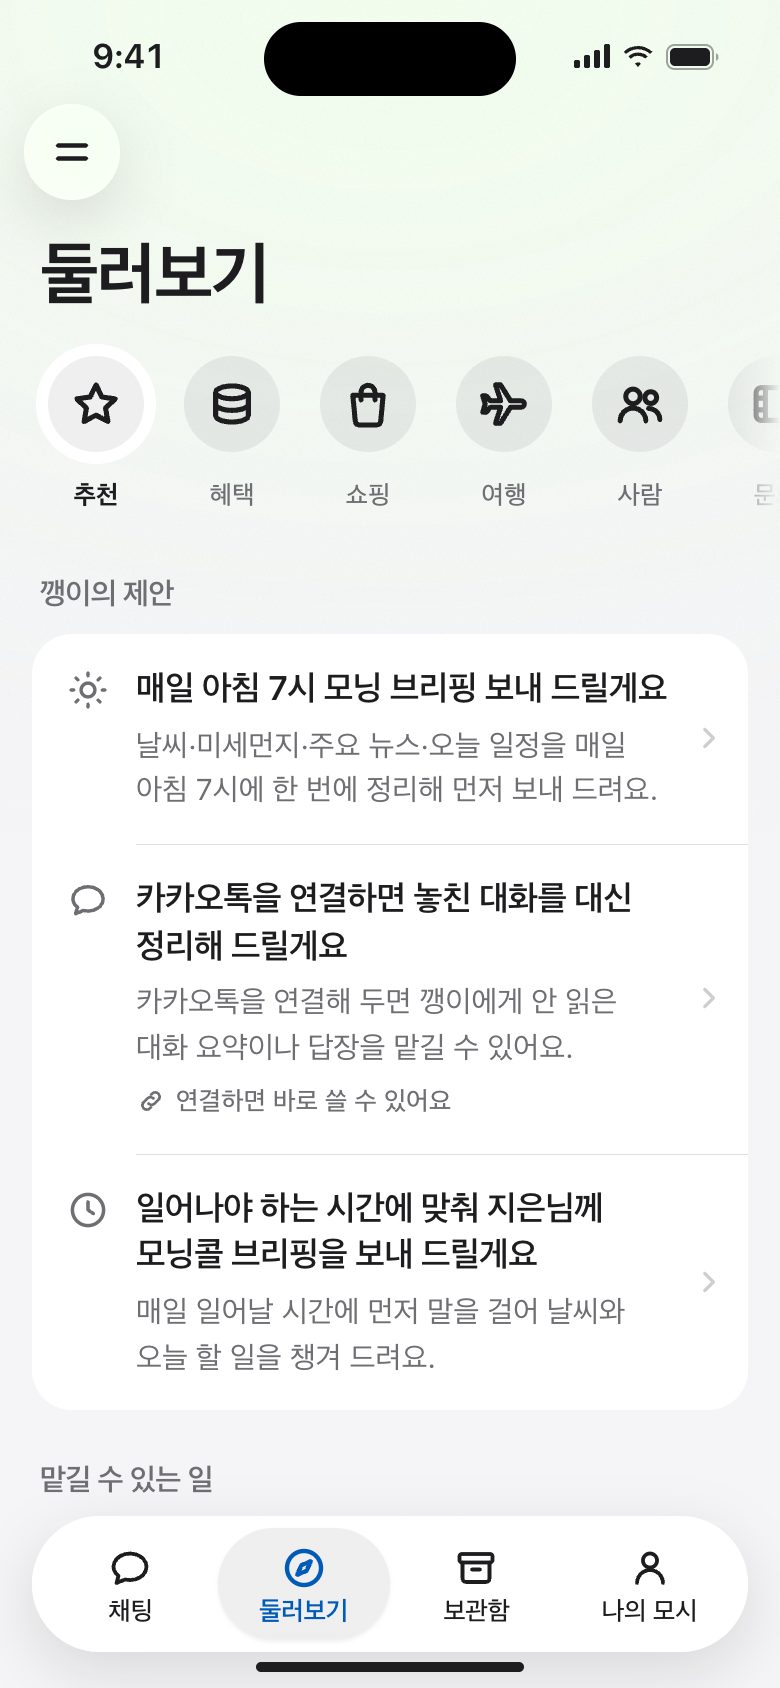 9:41
둘러보기
추천
혜택
쇼핑
여행
사람
문
깽이의 제안
매일 아침 7시 모닝 브리핑 보내 드릴게요
날씨·미세먼지·주요 뉴스·오늘 일정을 매일
아침 7시에 한 번에 정리해 먼저 보내 드려요.
카카오톡을 연결하면 놓친 대화를 대신
정리해 드릴게요
카카오톡을 연결해 두면 깽이에게 안 읽은
대화 요약이나 답장을 맡길 수 있어요.
연결하면 바로 쓸 수 있어요
일어나야 하는 시간에 맞춰 지은님께
모닝콜 브리핑을 보내 드릴게요
매일 일어날 시간에 먼저 말을 걸어 날씨와
오늘 할 일을 챙겨 드려요.
맡길 수 있는 일
채팅
둘러보기
보관함
나의 모시